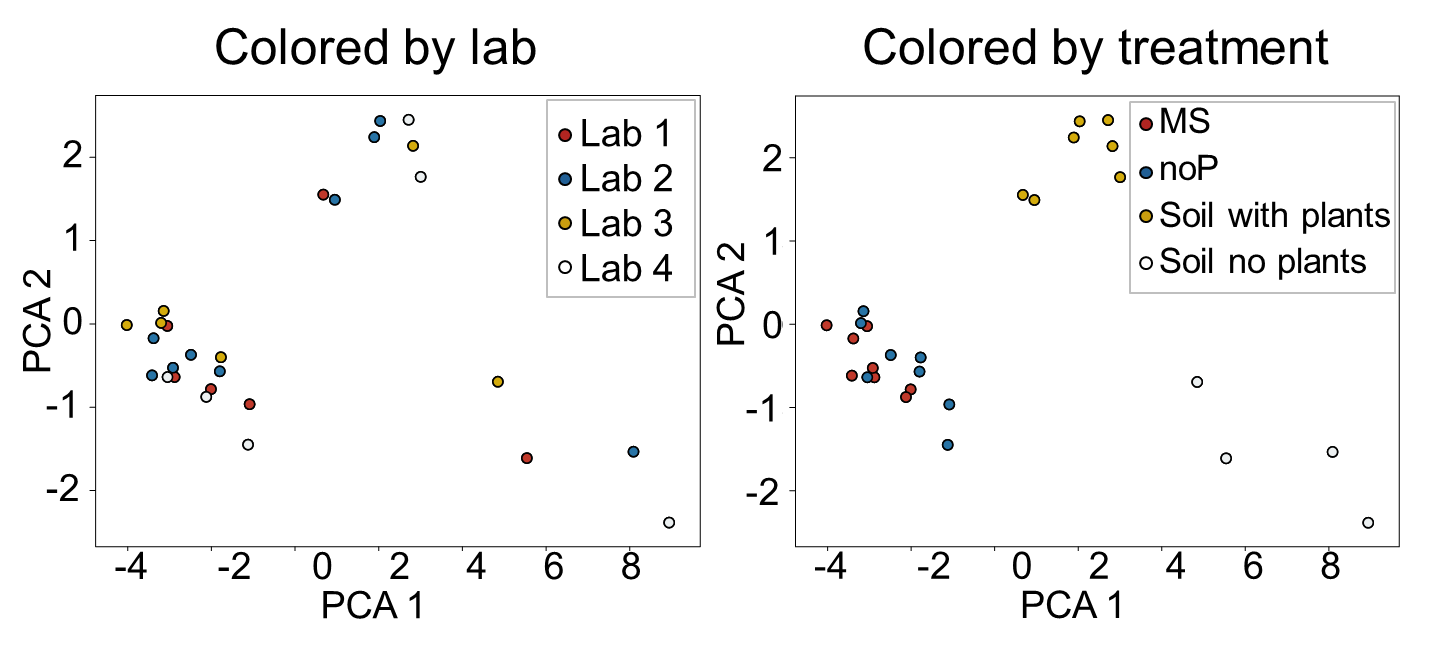 Colored by lab
Colored by treatment
PCA 2
2
1
0
-1
-2
-4
-2
0
2
4
6
8
PCA 1
Lab 1
Lab 2
Lab 3
Lab 4
PCA 2
2
1
0
-1
-2
-4
-2
0
2
4
6
8
PCA 1
MS
noP
Soil with plants
Soil no plants